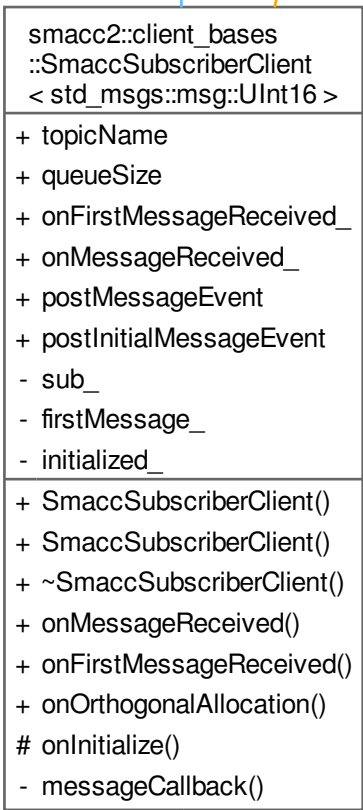 smacc2::client_bases
::SmaccSubscriberClient
< std_msgs::msg::UInt16 >
+ topicName
+ queueSize
+ onFirstMessageReceived_
+ onMessageReceived_
+ postMessageEvent
+ postInitialMessageEvent
- sub_
- firstMessage_
- initialized_
+ SmaccSubscriberClient()
+ SmaccSubscriberClient()
+ ~SmaccSubscriberClient()
+ onMessageReceived()
+ onFirstMessageReceived()
+ onOrthogonalAllocation()
# onInitialize()
- messageCallback()